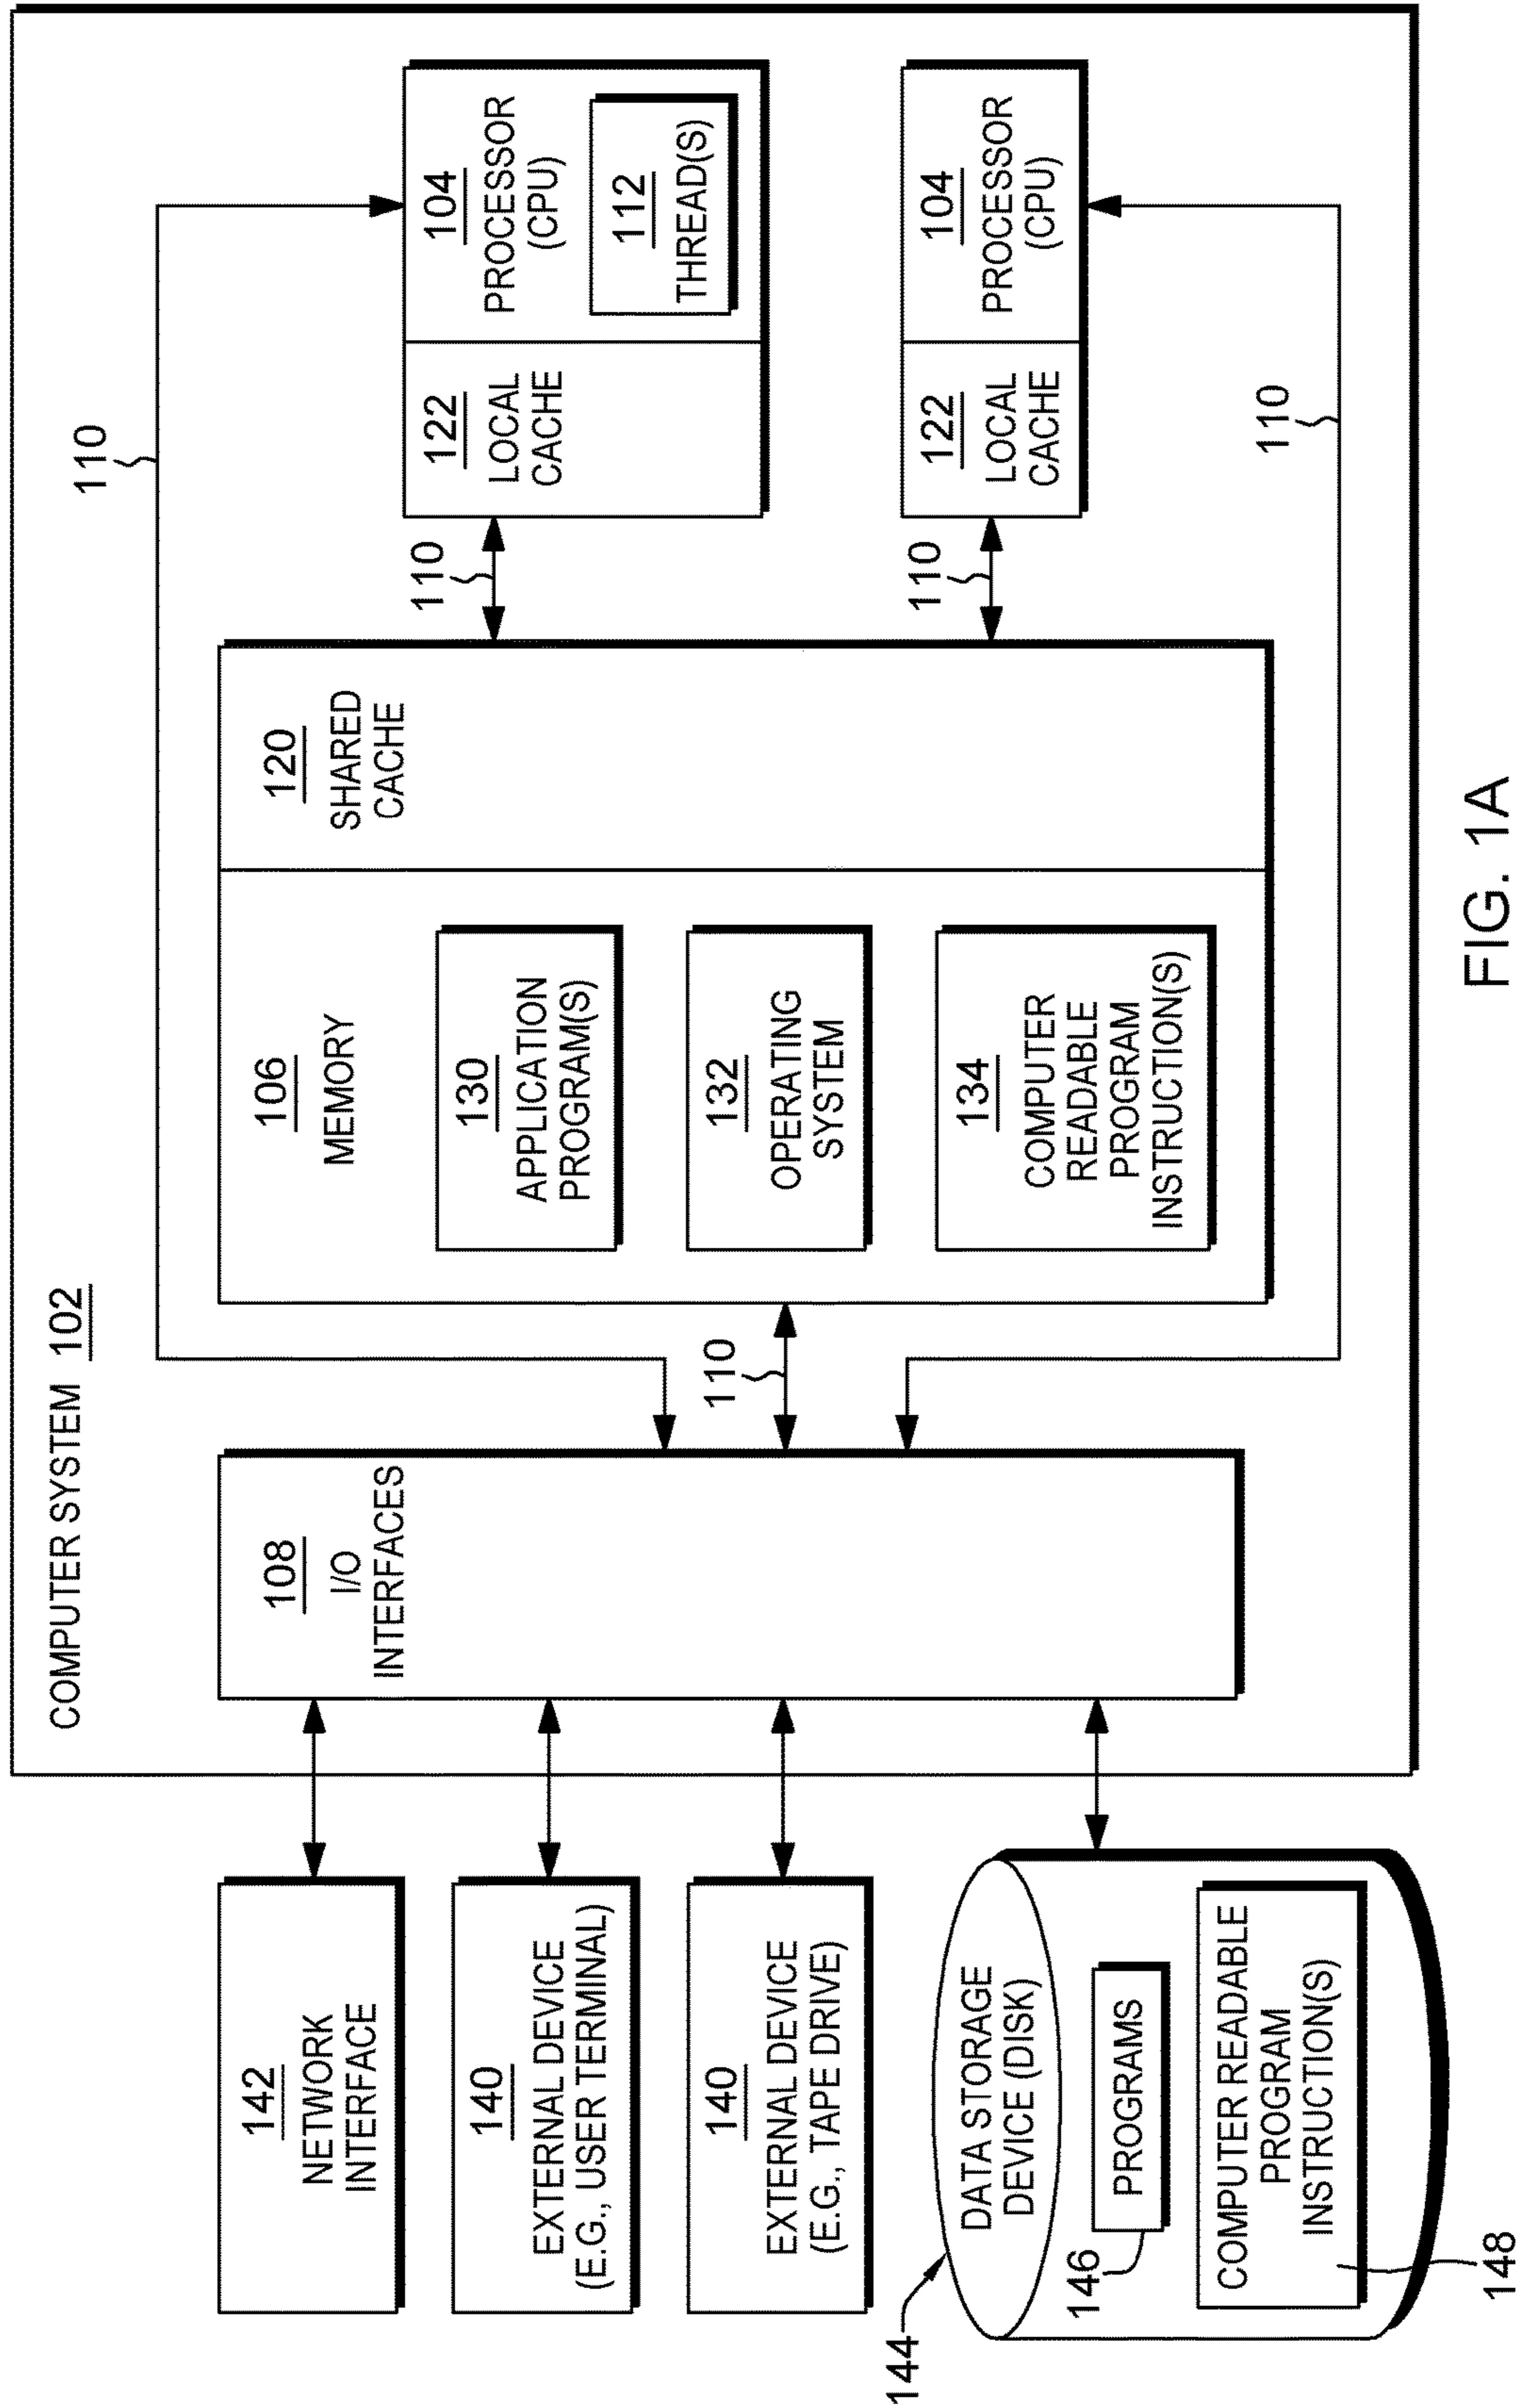 COMPUTER SYSTEM 102
110
142
NETWORK
INTERFACE
140
EXTERNAL DEVICE
(E.G., USER TERMINAL)
140
EXTERNAL DEVICE
(E.G., TAPE DRIVE)
144
DATA STORAGE
DEVICE (DISK)
146
PROGRAMS
COMPUTER READABLE
PROGRAM
INSTRUCTION(S)
148
108
I/O
INTERFACES
110
106
MEMORY
130
APPLICATION
PROGRAM(S)
132
OPERATING
SYSTEM
134
COMPUTER
READABLE
PROGRAM
INSTRUCTION(S)
120
SHARED
CACHE
110
110
122
LOCAL
CACHE
104
PROCESSOR
(CPU)
112
THREAD(S)
122
LOCAL
CACHE
104
PROCESSOR
(CPU)
110
FIG. 1A